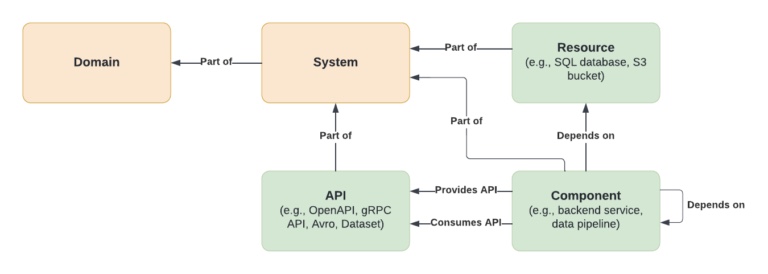 Domain
Part of
System
Part of
Resource
(e.g., SQL database, S3
bucket)
Part of
Part of
Depends on
API
(e.g., OpenAPI, gRPC
API, Avro, Dataset)
Provides API
Consumes API
Component
(e.g., backend service,
data pipeline)
Depends on